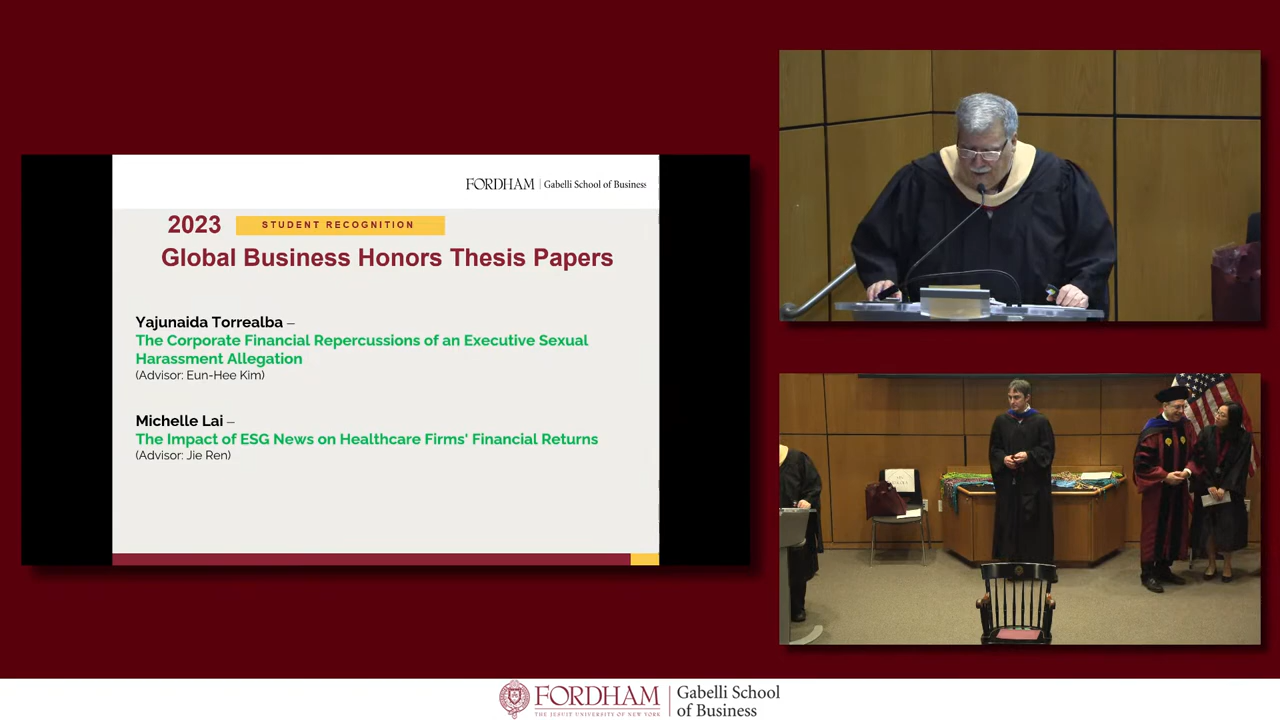 FORDHAM | Gabelli School of Business
2023 STUDENT RECOGNITION
Global Business Honors Thesis Papers
Yajunaida Torrealba –
The Corporate Financial Repercussions of an Executive Sexual
Harassment Allegation
(Advisor: Eun-Hee Kim)
Michelle Lai –
The Impact of ESG News on Healthcare Firms' Financial Returns
(Advisor: Jie Ren)
FORDHAM
THE JESUIT UNIVERSITY OF NEW YORK
Gabelli School
of Business